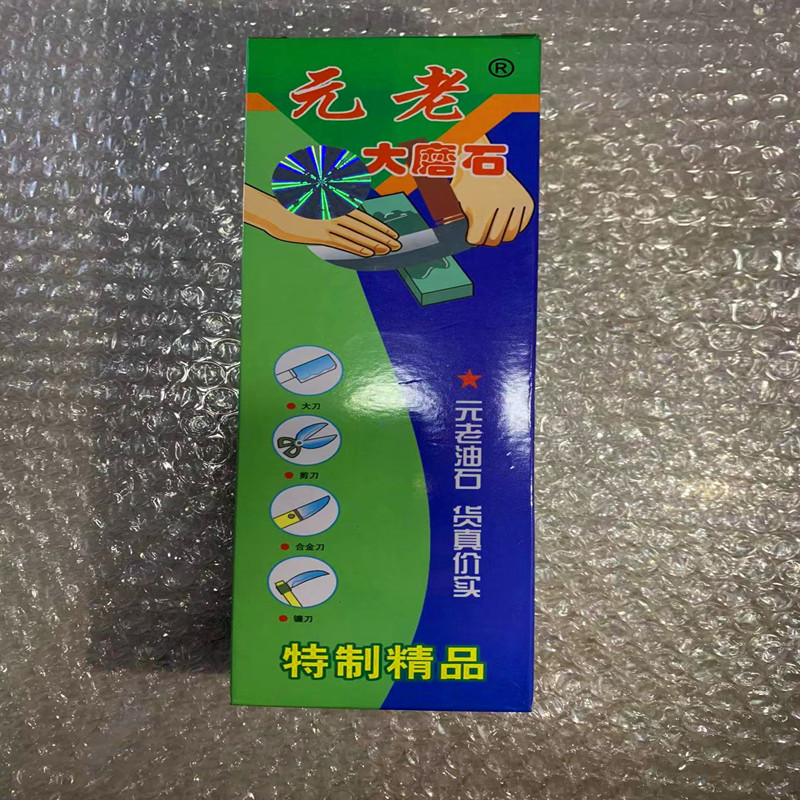 元老®
大磨石
大刀
剪刀
合金刀
镰刀
★元老油石 货真价实
特制精品